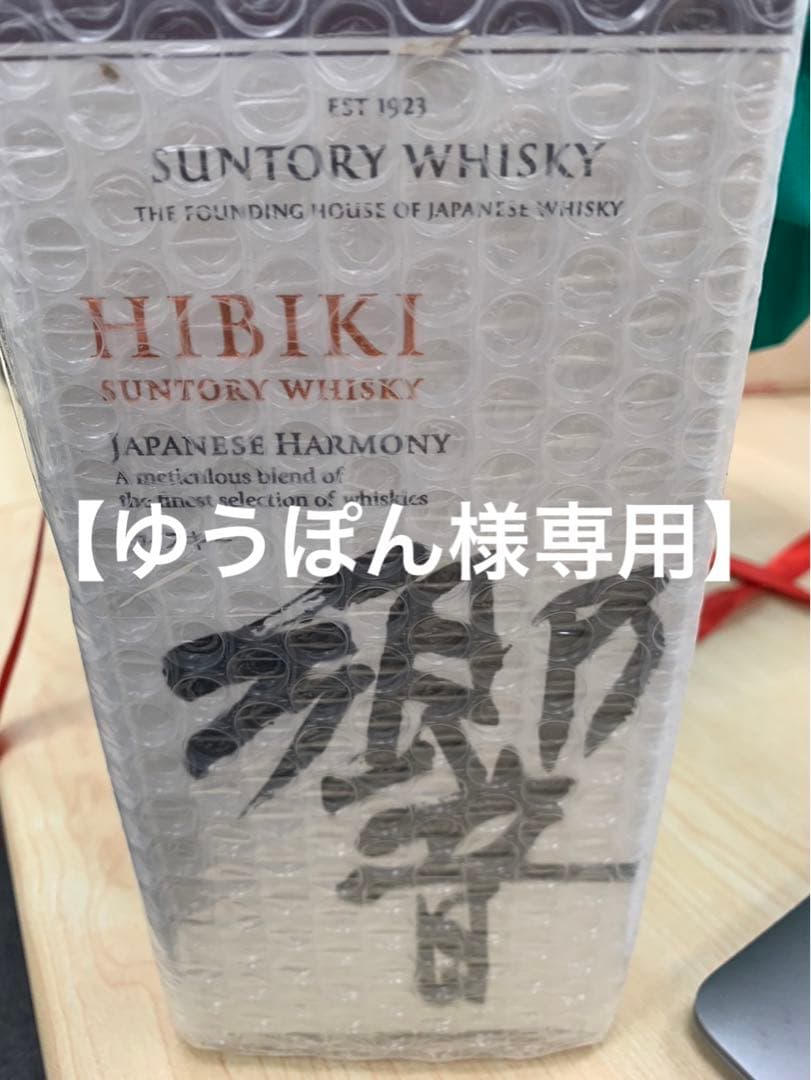 EST 1923
SUNTORY WHISKY
THE FOUNDING HOUSE OF JAPANESE WHISKY
HIBIKI
SUNTORY WHISKY
JAPANESE HARMONY
A meticulous blend of
the finest selection of whiskies
【ゆうぽん様専用】
響